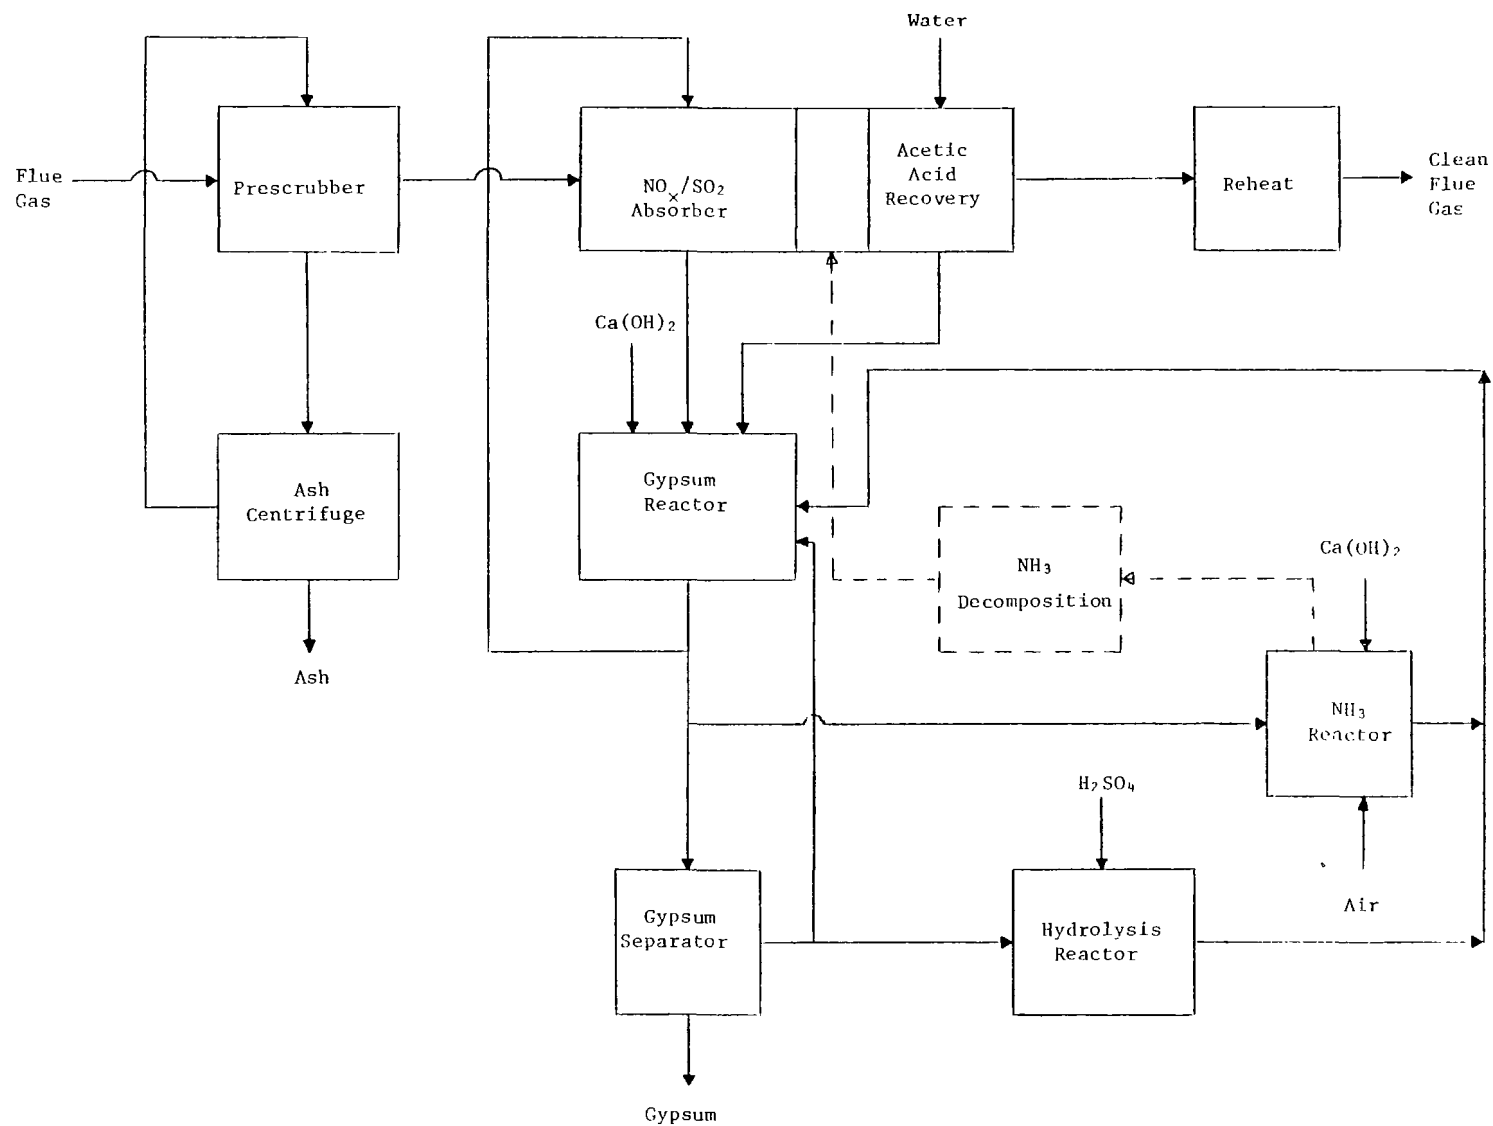 Water
Flue
Gas
Prescrubber
NOx/SO2
Absorber
Acetic
Acid
Recovery
Reheat
Clean
Flue
Gas
Ca(OH)2
Ash
Centrifuge
Gypsum
Reactor
NH3
Decomposition
Ca(OH)2
Ash
NH3
Reactor
H2SO4
Air
Gypsum
Separator
Hydrolysis
Reactor
Gypsum